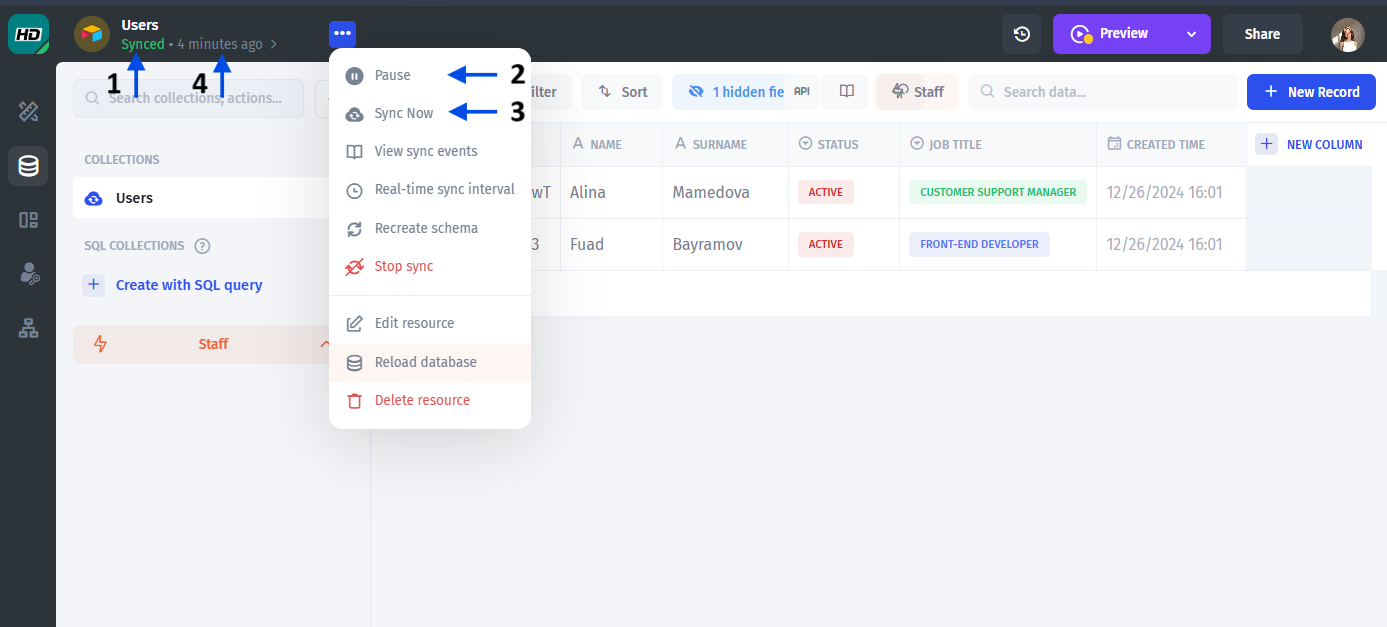 HD
Users
Synced • 4 minutes ago
Preview
Share
1
4
Search collections, actions...
Pause
2
Sync Now
3
View sync events
Real-time sync interval
Recreate schema
Stop sync
Edit resource
Reload database
Delete resource
ilter
Sort
1 hidden fie
API
Staff
Search data...
New Record
COLLECTIONS
Users
SQL COLLECTIONS
?
Create with SQL query
Staff
NAME
SURNAME
STATUS
JOB TITLE
CREATED TIME
NEW COLUMN
wT
Alina
Mamedova
ACTIVE
CUSTOMER SUPPORT MANAGER
12/26/2024 16:01
3
Fuad
Bayramov
ACTIVE
FRONT-END DEVELOPER
12/26/2024 16:01